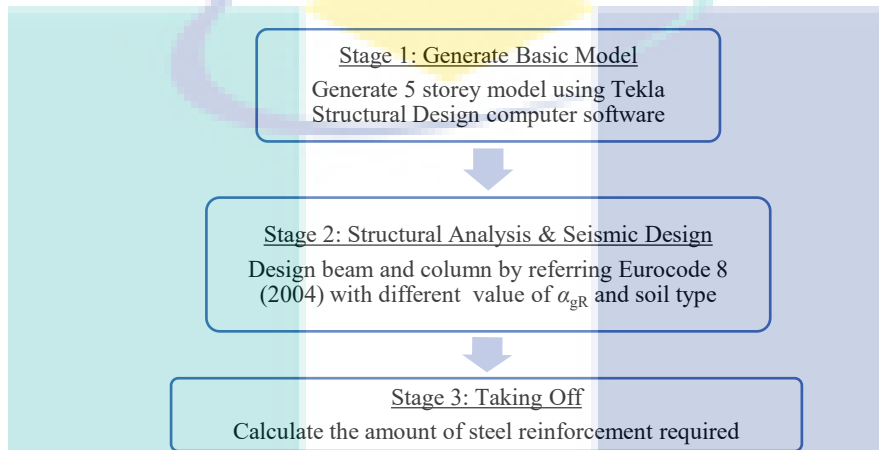 Stage 1: Generate Basic Model
Generate 5 storey model using Tekla
Structural Design computer software
Stage 2: Structural Analysis & Seismic Design
Design beam and column by referring Eurocode 8
(2004) with different value of αgR and soil type
Stage 3: Taking Off
Calculate the amount of steel reinforcement required